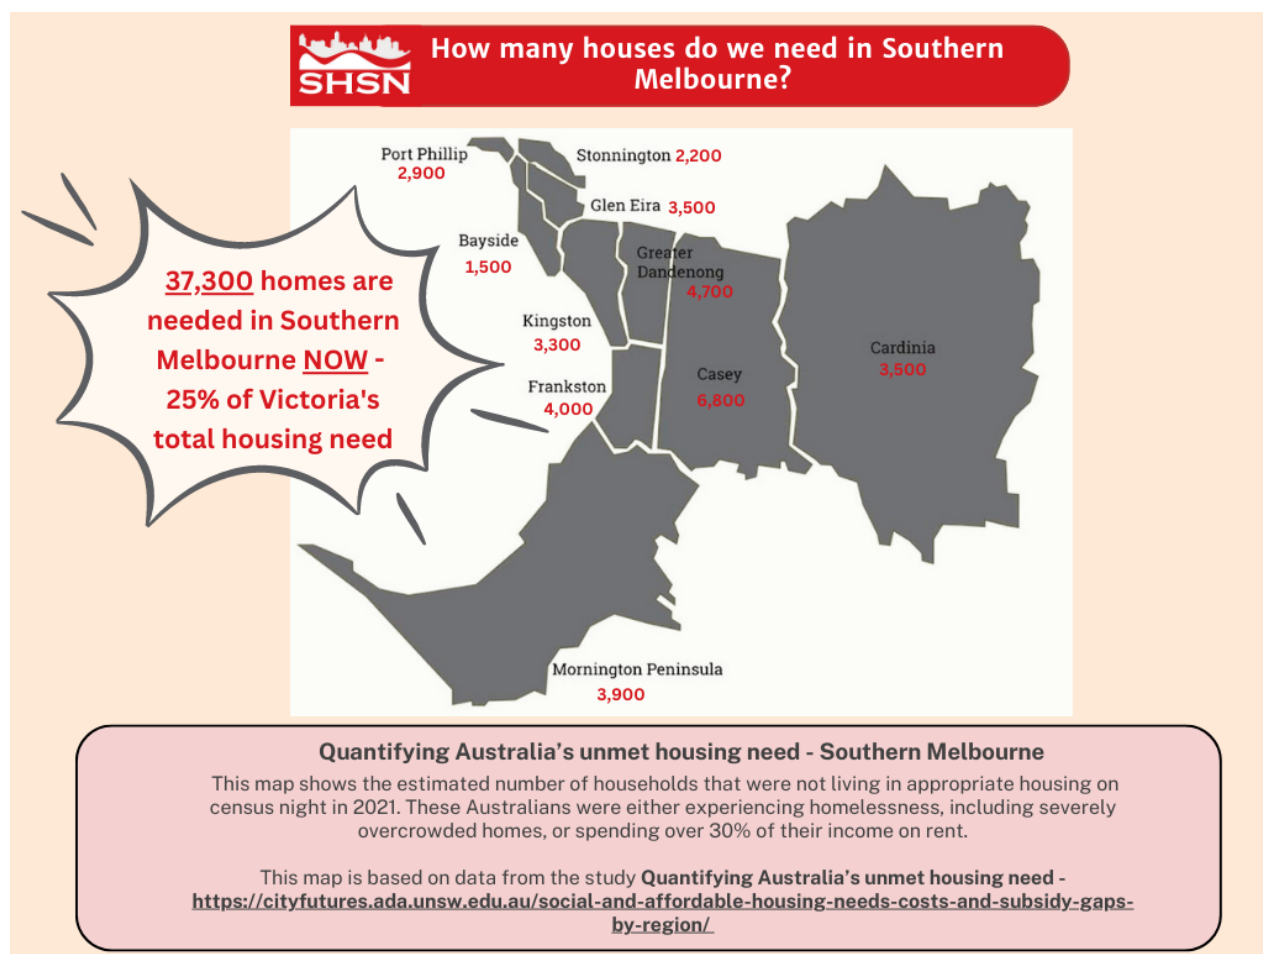 SHSN
How many houses do we need in Southern
Melbourne?
Port Phillip
2,900
Stonnington 2,200
Glen Eira 3,500
Bayside
1,500
Greater
Dandenong
4,700
37,300 homes are
needed in Southern
Melbourne NOW -
25% of Victoria's
total housing need
Kingston
3,300
Cardinia
3,500
Casey
6,800
Frankston
4,000
Mornington Peninsula
3,900
Quantifying Australia’s unmet housing need - Southern Melbourne
This map shows the estimated number of households that were not living in appropriate housing on
census night in 2021. These Australians were either experiencing homelessness, including severely
overcrowded homes, or spending over 30% of their income on rent.
This map is based on data from the study Quantifying Australia’s unmet housing need -
https://cityfutures.ada.unsw.edu.au/social-and-affordable-housing-needs-costs-and-subsidy-gaps-
by-region/